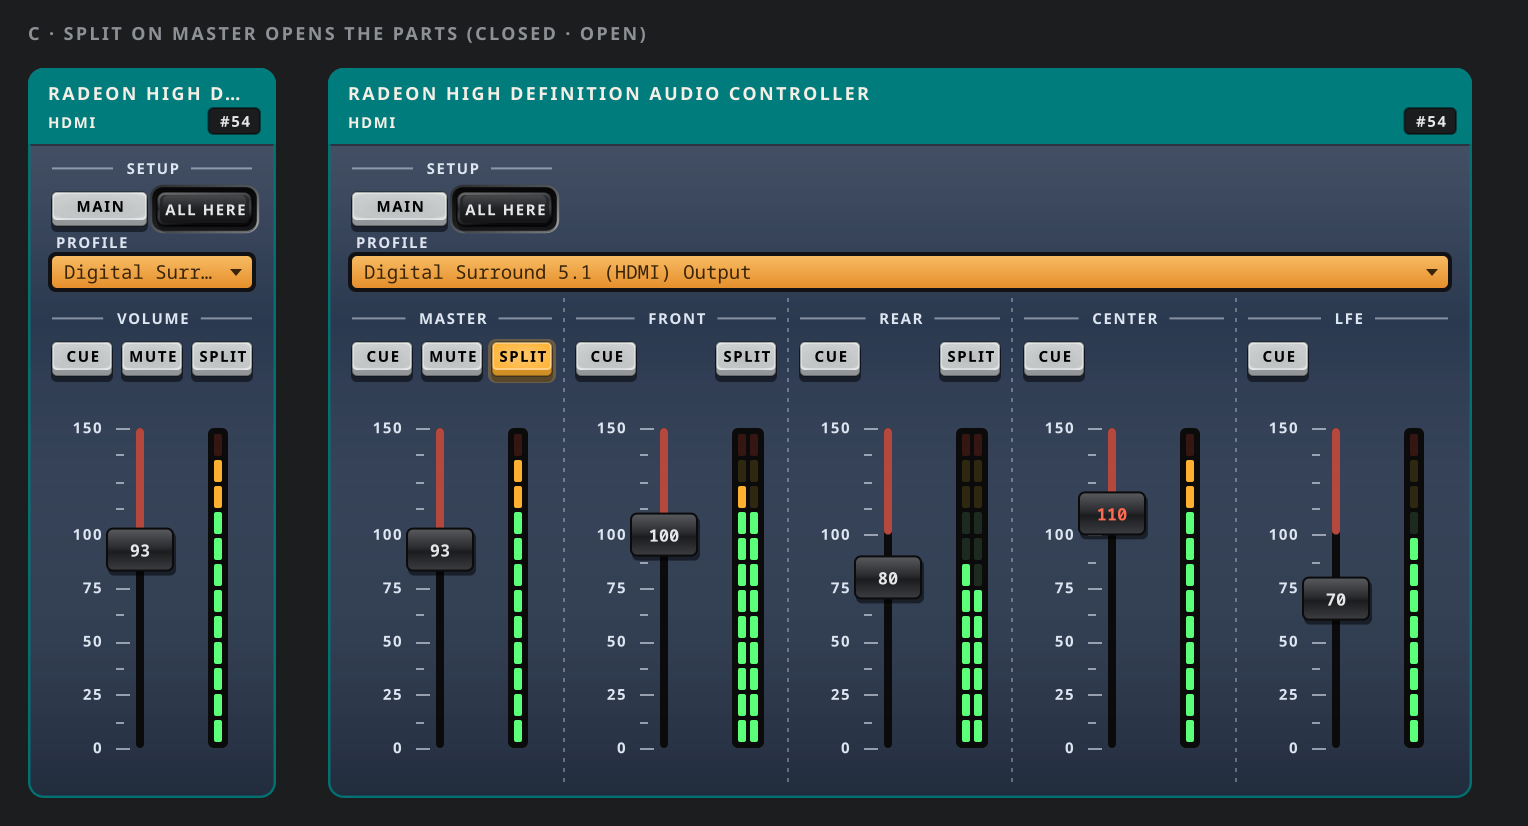 C · SPLIT ON MASTER OPENS THE PARTS (CLOSED · OPEN)
RADEON HIGH D…
HDMI
#54
SETUP
MAIN
ALL HERE
PROFILE
Digital Surr…
VOLUME
CUE
MUTE
SPLIT
150
100
93
75
50
25
0
RADEON HIGH DEFINITION AUDIO CONTROLLER
HDMI
#54
SETUP
MAIN
ALL HERE
PROFILE
Digital Surround 5.1 (HDMI) Output
MASTER
CUE
MUTE
SPLIT
150
100
93
75
50
25
0
FRONT
CUE
SPLIT
150
100
100
75
50
25
0
REAR
CUE
SPLIT
150
100
80
75
50
25
0
CENTER
CUE
150
110
100
75
50
25
0
LFE
CUE
150
100
75
70
50
25
0